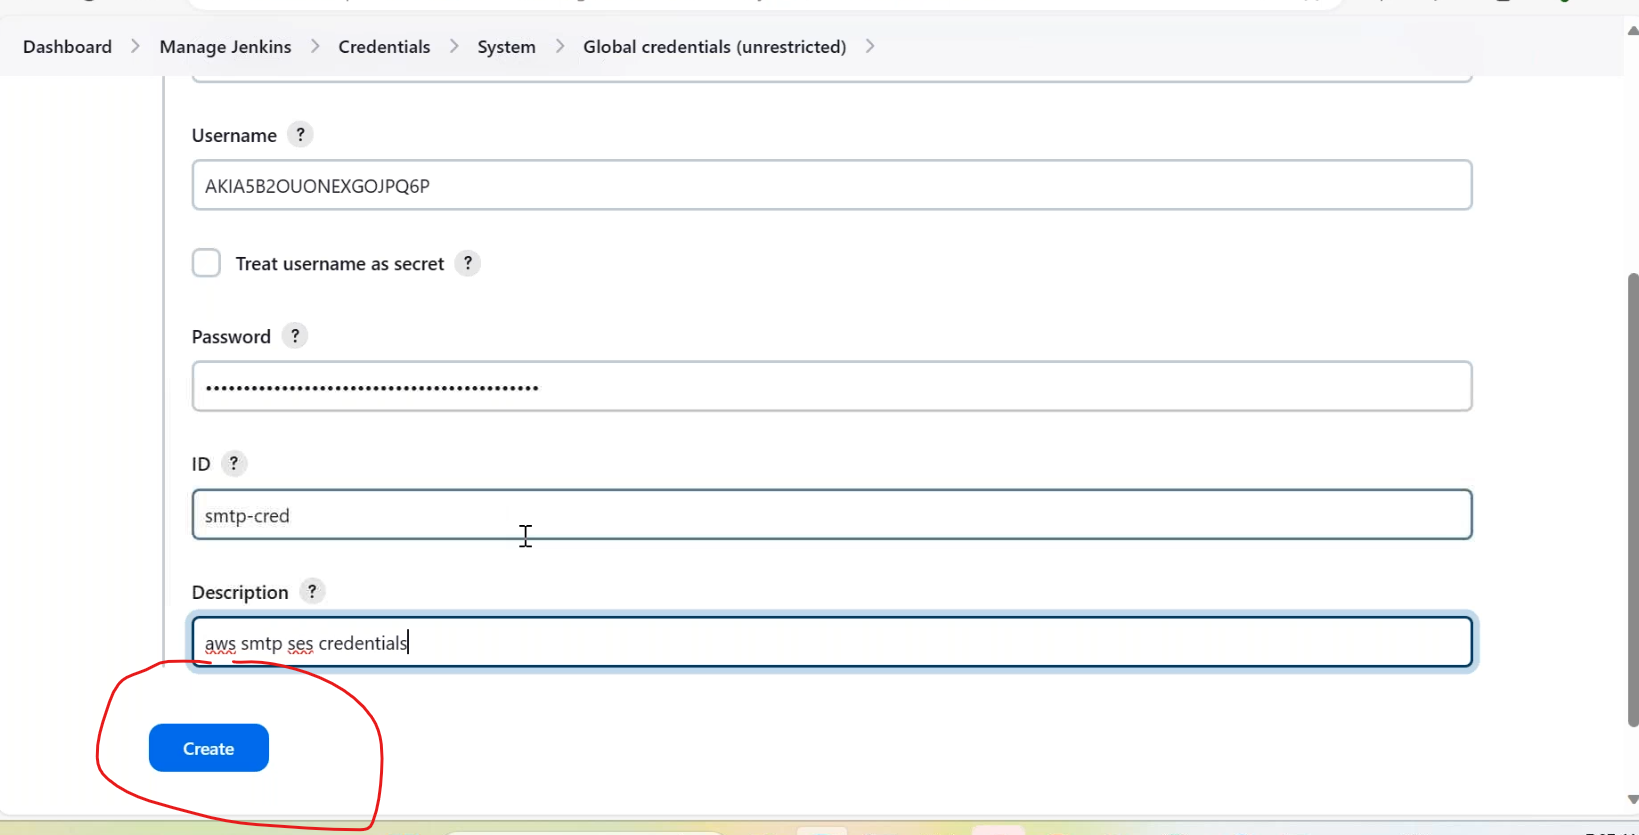 Dashboard > Manage Jenkins > Credentials > System > Global credentials (unrestricted) >
Username ?
AKIA5B2OUONEXGOJPQ6P
Treat username as secret ?
Password ?
••••••••••••••••••••••••••••••••••••••••••••
ID ?
smtp-cred
Description ?
aws smtp ses credentials
Create